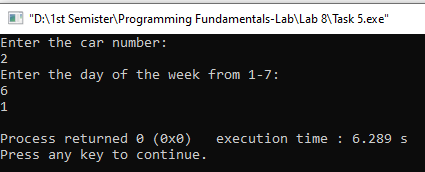 "D:\1st Semister\Programming Fundamentals-Lab\Lab 8\Task 5.exe"
Enter the car number:
2
Enter the day of the week from 1-7:
6
1
Process returned 0 (0x0)   execution time : 6.289 s
Press any key to continue.